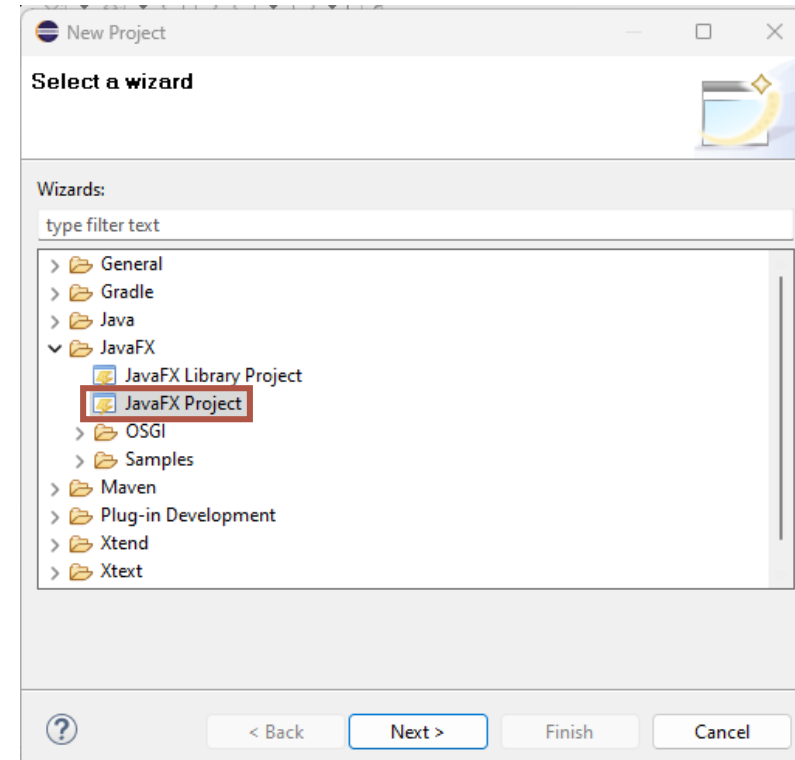 New Project
Select a wizard
Wizards:
type filter text
General
Gradle
Java
JavaFX
JavaFX Library Project
JavaFX Project
OSGI
Samples
Maven
Plug-in Development
Xtend
Xtext
? < Back Next > Finish Cancel